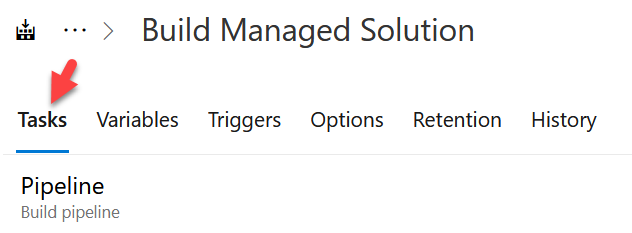 ... > Build Managed Solution
Tasks Variables Triggers Options Retention History
Pipeline
Build pipeline